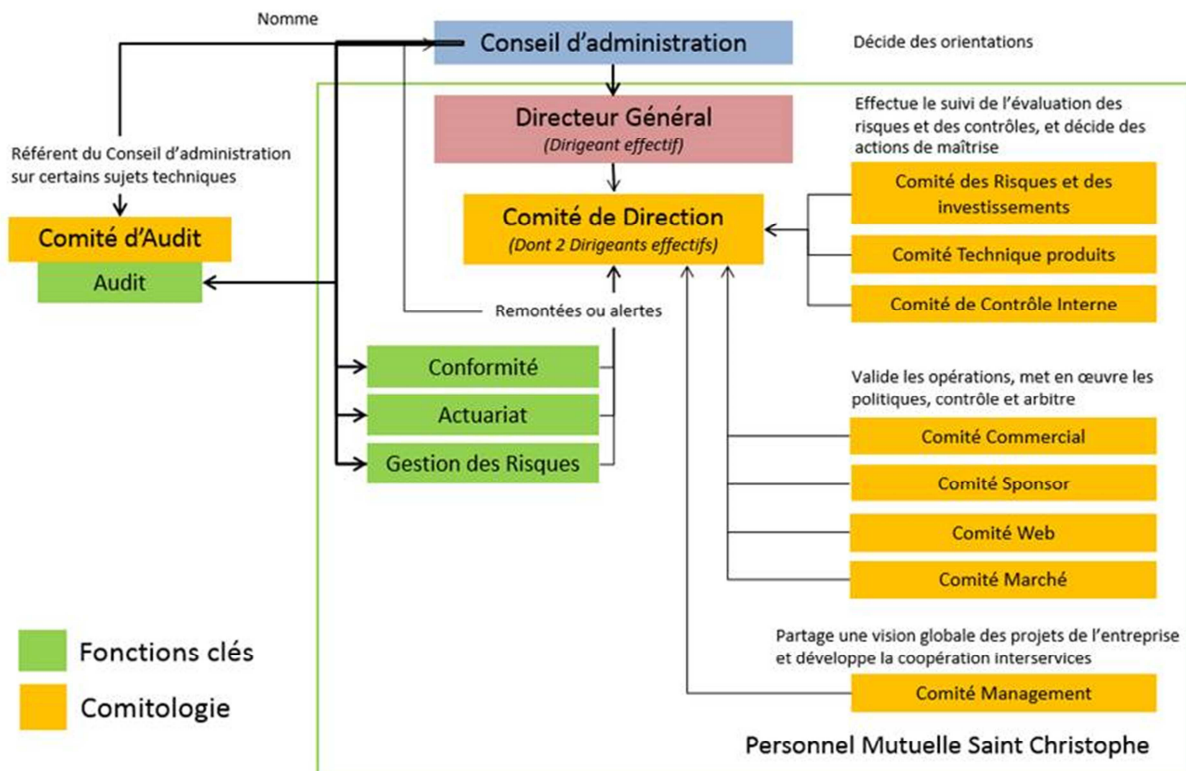 Nomme
Conseil d'administration
Décide des orientations
Directeur Général
(Dirigeant effectif)
Effectue le suivi de l'évaluation des
risques et des contrôles, et décide des
actions de maîtrise
Référent du Conseil d'administration
sur certains sujets techniques
Comité des Risques et des
investissements
Comité de Direction
(Dont 2 Dirigeants effectifs)
Comité d'Audit
Audit
Comité Technique produits
Comité de Contrôle Interne
Remontées ou alertes
Conformité
Actuariat
Gestion des Risques
Valide les opérations, met en œuvre les
politiques, contrôle et arbitre
Comité Commercial
Comité Sponsor
Comité Web
Comité Marché
Fonctions clés
Comitologie
Partage une vision globale des projets de l'entreprise
et développe la coopération interservices
Comité Management
Personnel Mutuelle Saint Christophe